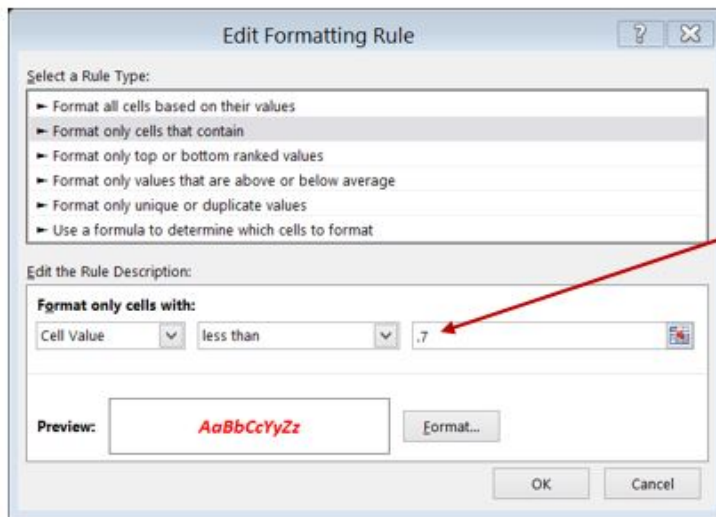 Edit Formatting Rule
?
Select a Rule Type:
► Format all cells based on their values
► Format only cells that contain
► Format only top or bottom ranked values
► Format only values that are above or below average
► Format only unique or duplicate values
► Use a formula to determine which cells to format
Edit the Rule Description:
Format only cells with:
Cell Value less than .7
Preview: AaBbCcYyZz Format...
OK Cancel